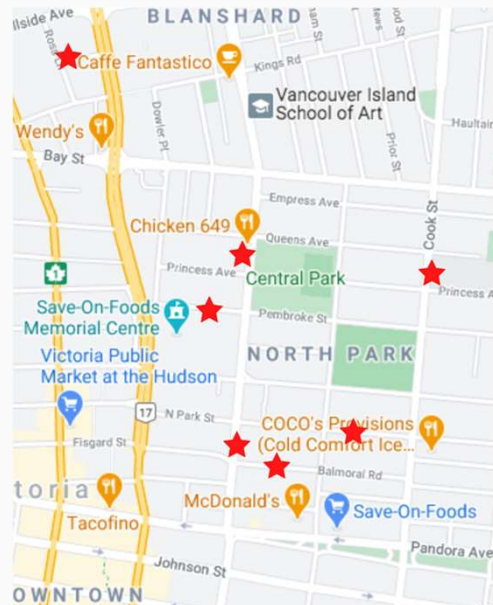 BLANSHARD
llside Ave
Caffe Fantastico
Kings Rd
Vancouver Island
School of Art
Haultain
Wendy's
Dowler Pl
Prior St
Bay St
Empress Ave
Cook St
Chicken 649
Queens Ave
Princess Ave
Central Park
Princess A
Save-On-Foods
Memorial Centre
Pembroke St
Victoria Public
Market at the Hudson
NORTH PARK
17
N Park St
COCO's Provisions
(Cold Comfort Ice...
Fisgard St
Balmoral Rd
toria
McDonald's
Tacofino
Save-On-Foods
Pandora Ave
Johnson St
OWNTOWN